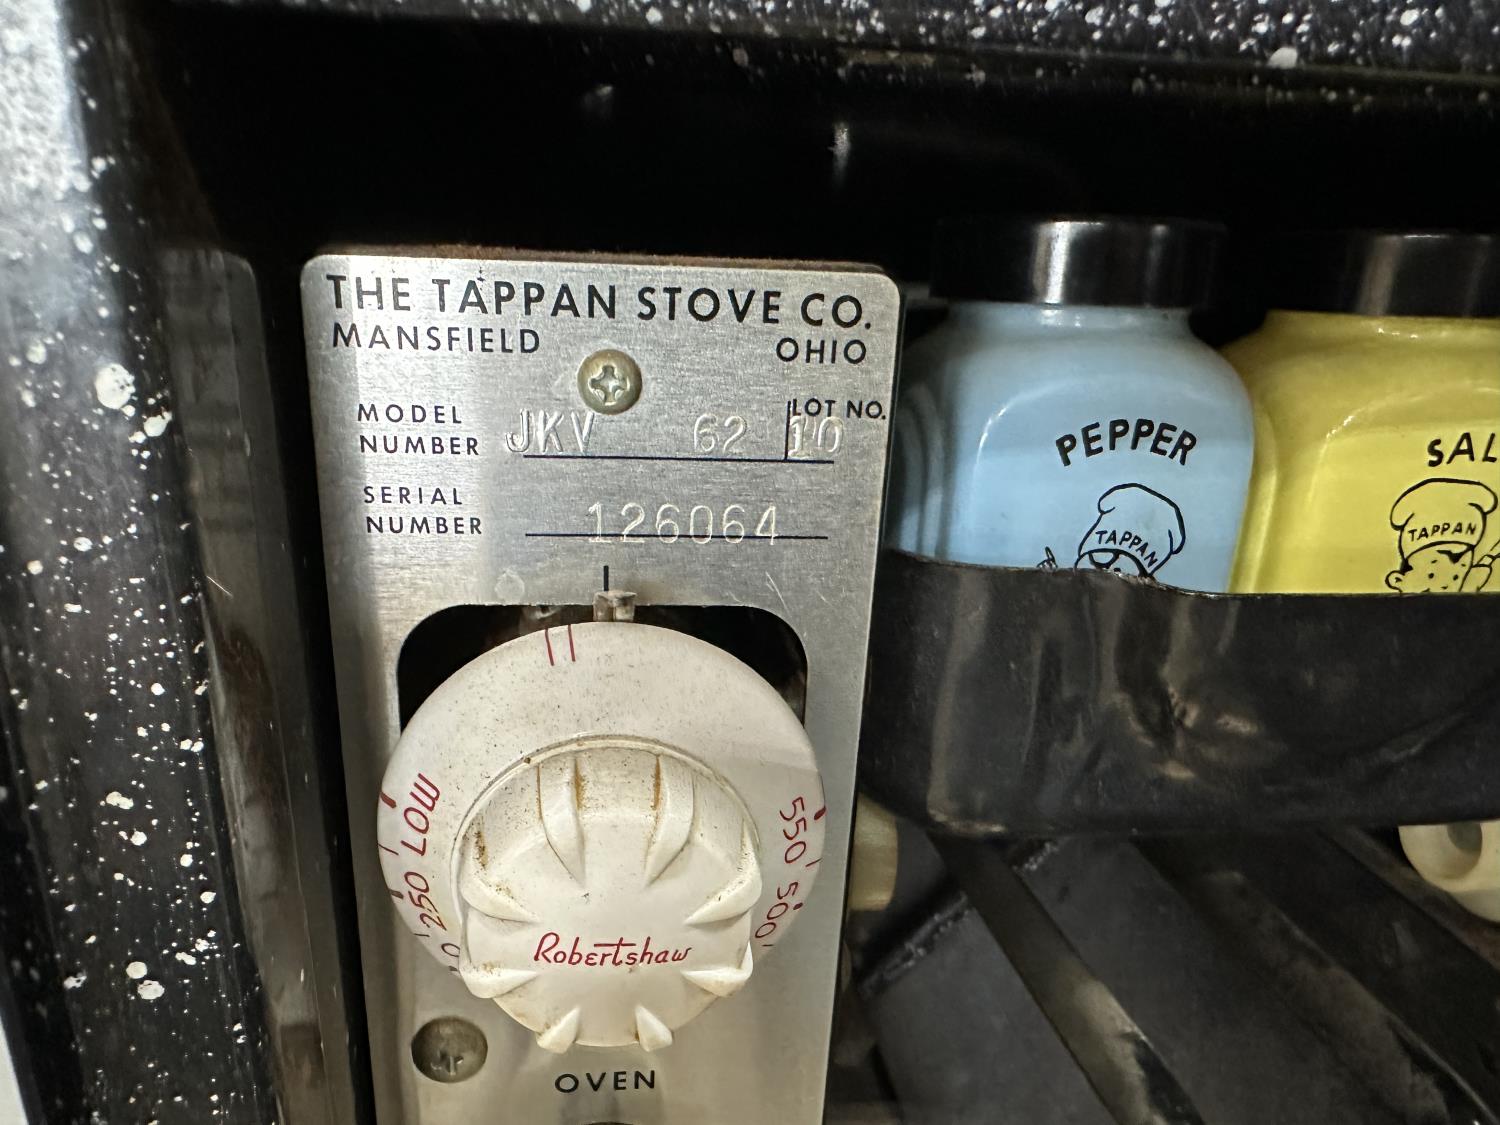 THE TAPPAN STOVE CO.
MANSFIELD OHIO
MODEL NUMBER JKV 62
LOT NO. 10
SERIAL NUMBER 126064
LOW
250
550
500
Robertshaw
OVEN
PEPPER
TAPPAN
SAL
TAPPAN